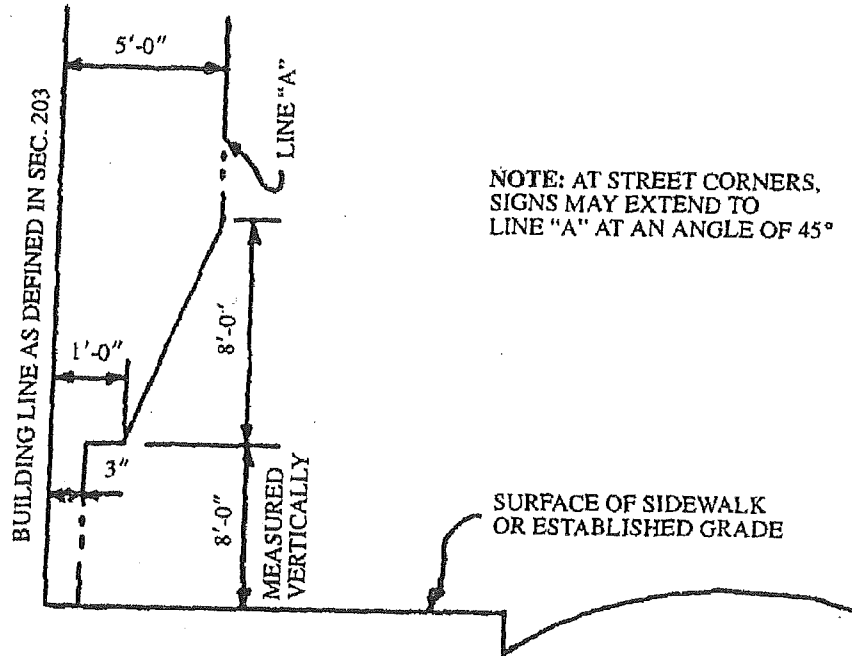 5'-0"
LINE "A"
BUILDING LINE AS DEFINED IN SEC. 203
NOTE: AT STREET CORNERS,
SIGNS MAY EXTEND TO
LINE "A" AT AN ANGLE OF 45°
8'-0"
1'-0"
3"
8'-0"
MEASURED
VERTICALLY
SURFACE OF SIDEWALK
OR ESTABLISHED GRADE